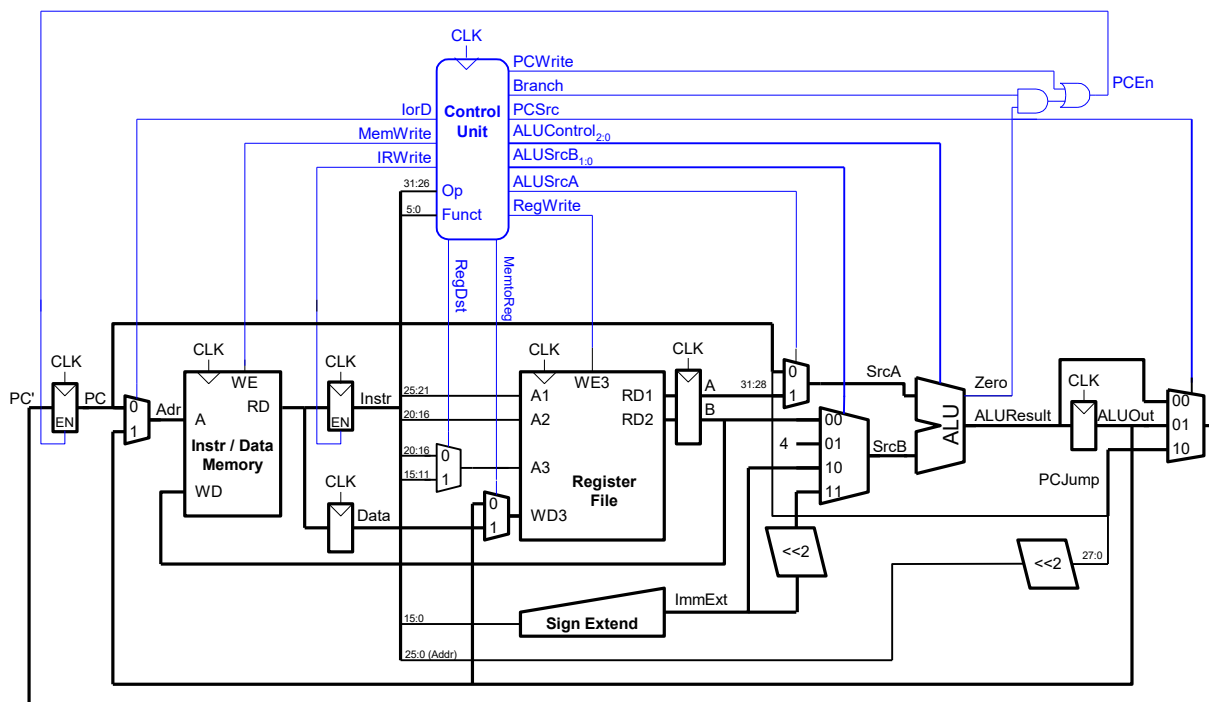 CLK
PCWrite
Branch
PCEn
IorD
Control
Unit
PCSrc
MemWrite
ALUControl2:0
IRWrite
ALUSrcB1:0
31:26
Op
ALUSrcA
5:0
Funct
RegWrite
RegDst
MemtoReg
CLK
CLK
CLK
CLK
CLK
PC'
EN
PC
0
1
Adr
WE
A
RD
Instr / Data
Memory
WD
EN
Instr
25:21
A1
WE3
RD1
A
31:28
0
1
SrcA
20:16
A2
RD2
B
00
4
01
SrcB
10
11
ALU
Zero
ALUResult
CLK
ALUOut
00
01
10
20:16
0
15:11
1
A3
Register
File
PCJump
CLK
Data
0
1
WD3
<<2
<<2
27:0
ImmExt
15:0
Sign Extend
25:0 (Addr)